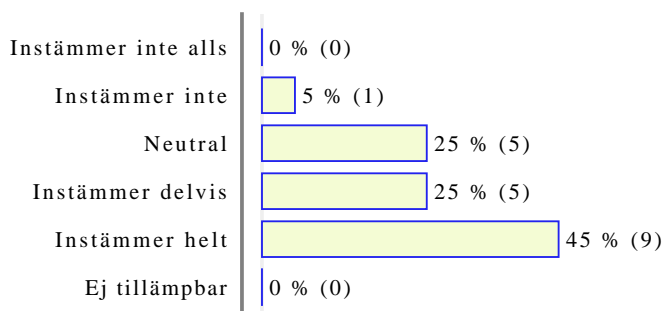 Instämmer inte alls 0 % (0)
Instämmer inte 5 % (1)
Neutral 25 % (5)
Instämmer delvis 25 % (5)
Instämmer helt 45 % (9)
Ej tillämpbar 0 % (0)